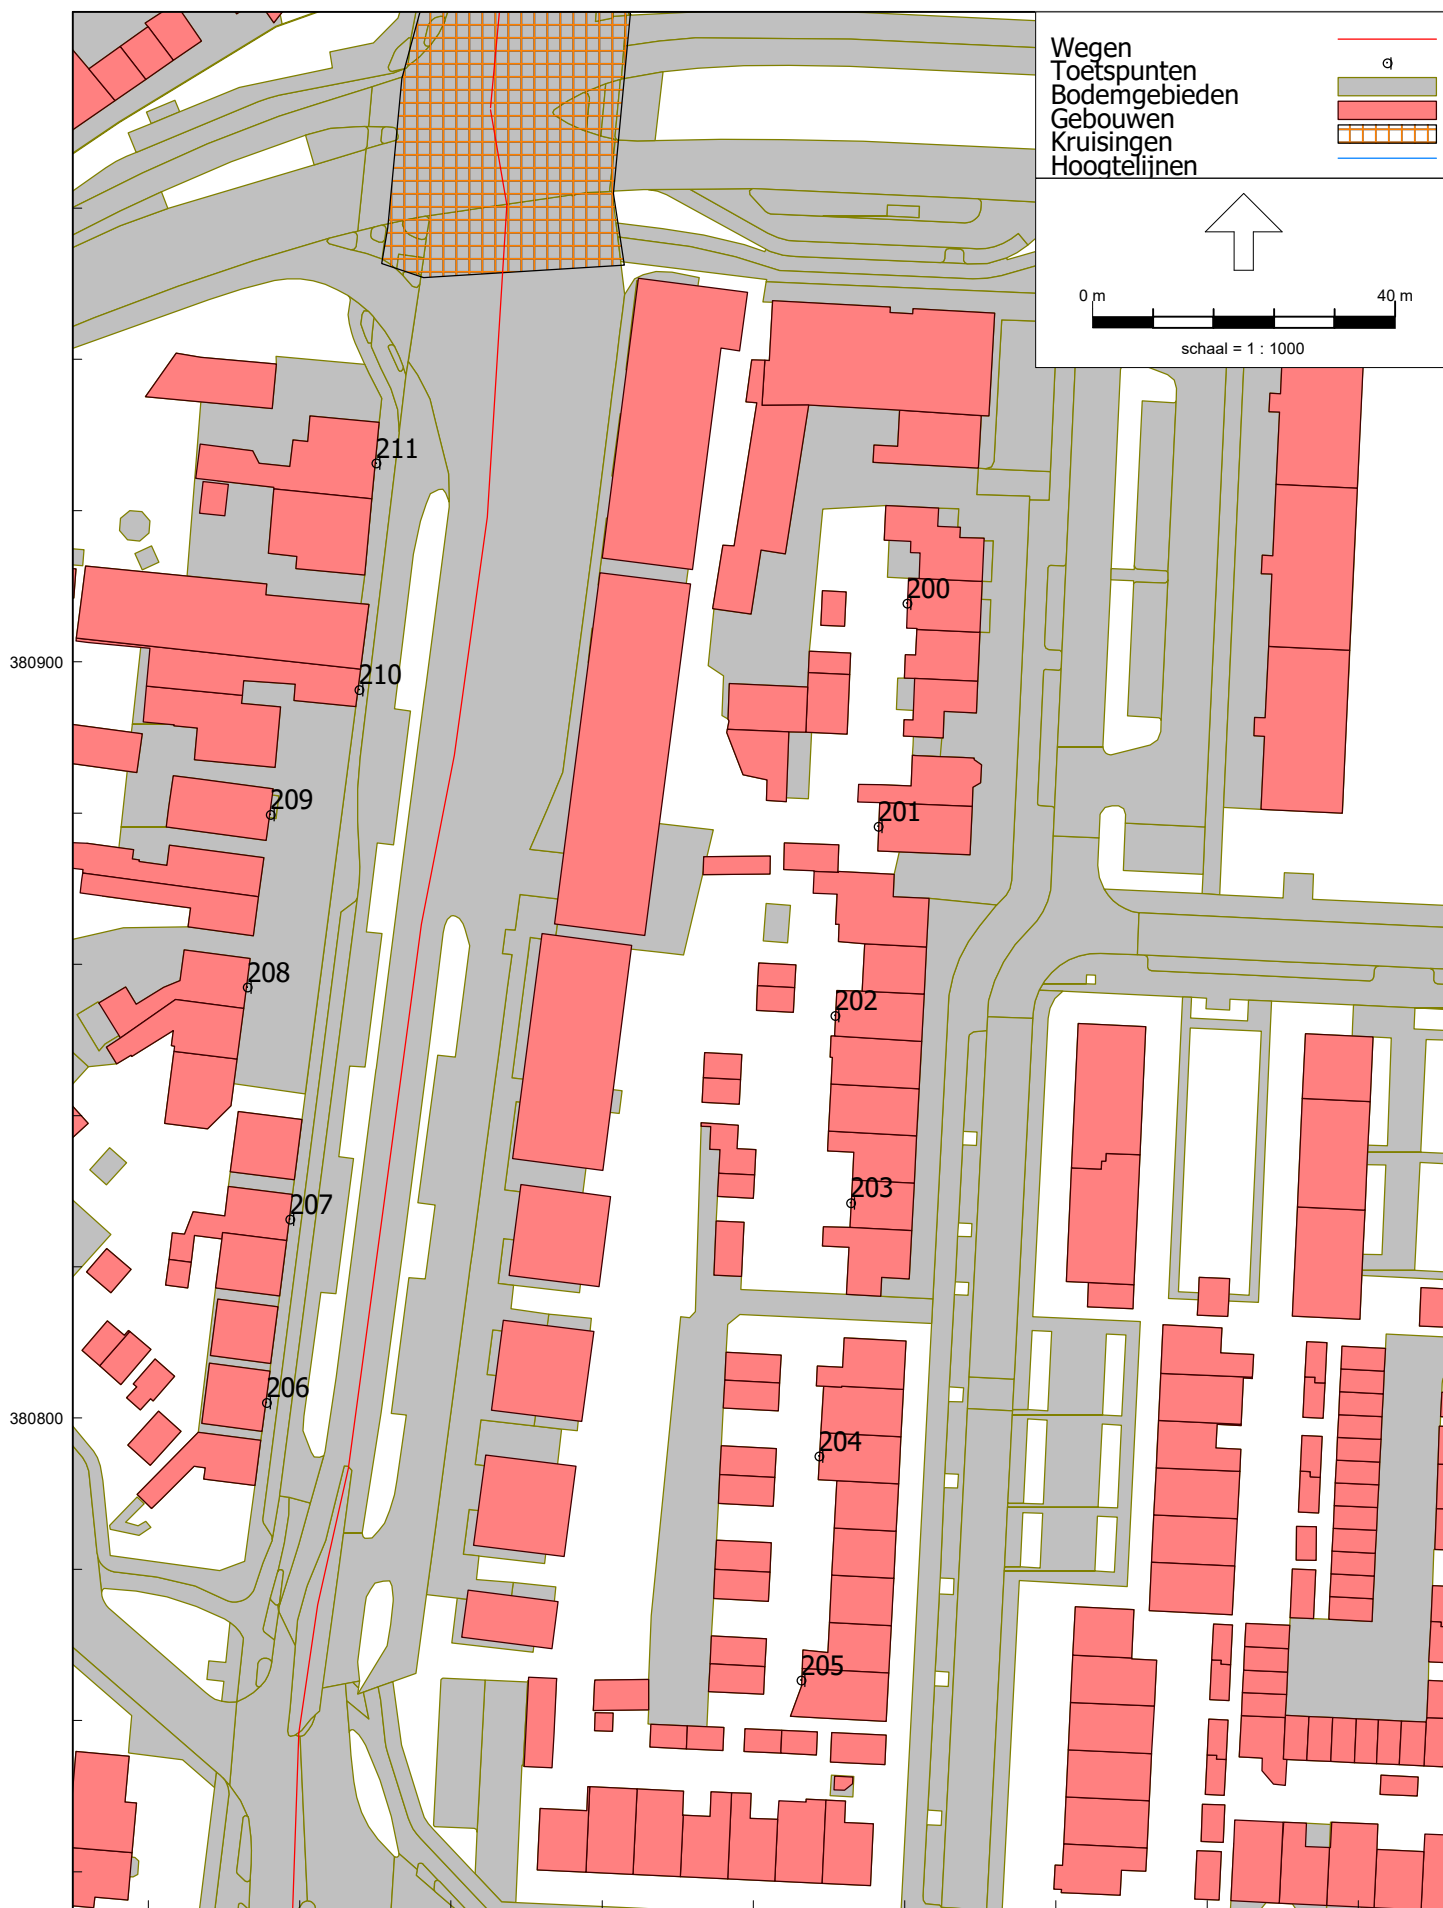 Wegen
Toetspunten
Bodemgebieden
Gebouwen
Kruisingen
Hoogtelijnen
0 m 40 m
schaal = 1 : 1000
211
200
380900
210
209
201
208
202
203
207
206
380800
204
205